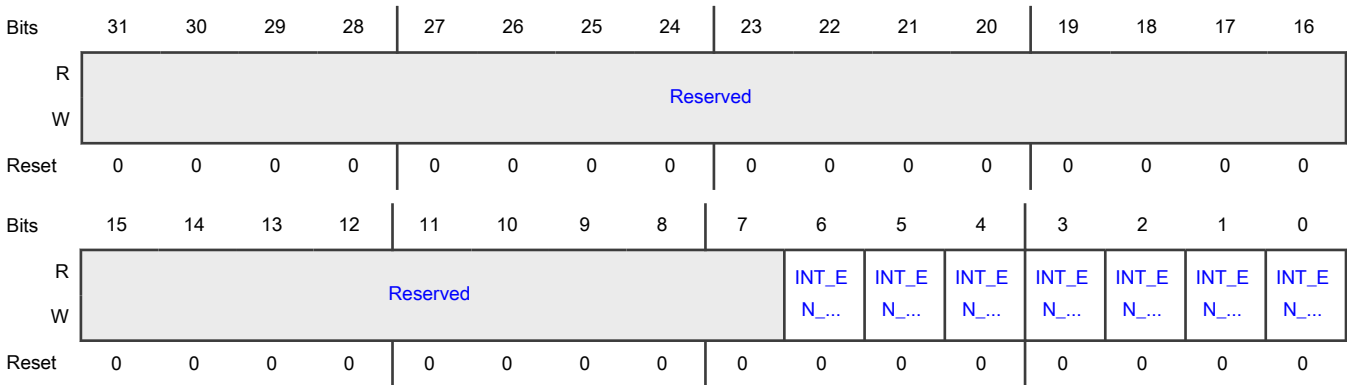 Bits 31 30 29 28 27 26 25 24 23 22 21 20 19 18 17 16
R
Reserved
W
Reset 0 0 0 0 0 0 0 0 0 0 0 0 0 0 0 0
Bits 15 14 13 12 11 10 9 8 7 6 5 4 3 2 1 0
R INT_E INT_E INT_E INT_E INT_E INT_E INT_E
Reserved
W N_... N_... N_... N_... N_... N_... N_...
Reset 0 0 0 0 0 0 0 0 0 0 0 0 0 0 0 0